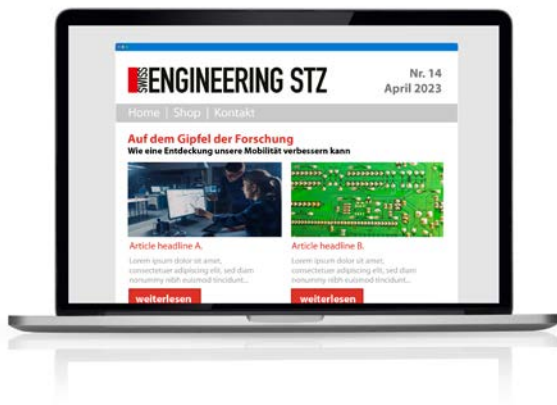 SWISS ENGINEERING STZ
Nr. 14
April 2023
Home | Shop | Kontakt
Auf dem Gipfel der Forschung
Wie eine Entdeckung unsere Mobilität verbessern kann
Article headline A.
Lorem ipsum dolor sit amet,
consectetuer adipiscing elit, sed diam
nonummy nibh euismod tincidunt...
weiterlesen
Article headline B.
Lorem ipsum dolor sit amet,
consectetuer adipiscing elit, sed diam
nonummy nibh euismod tincidunt...
weiterlesen